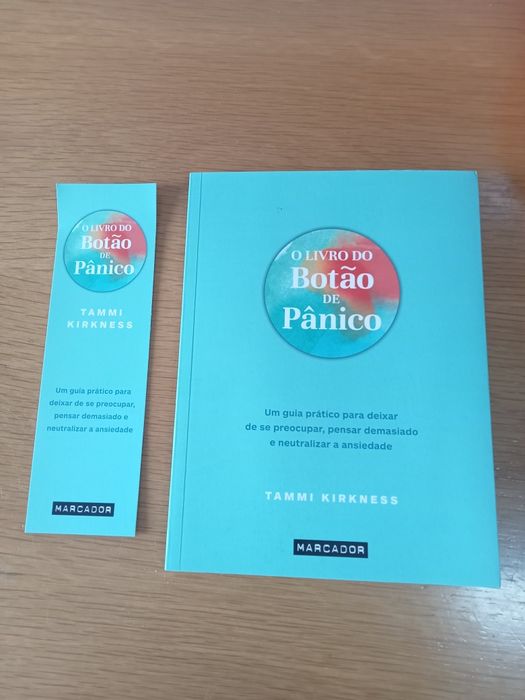 O LIVRO DO
Botão
DE
Pânico
TAMMI
KIRKNESS
Um guia prático para
deixar de se preocupar,
pensar demasiado e
neutralizar a ansiedade
MARCADOR
O LIVRO DO
Botão
DE
Pânico
Um guia prático para deixar
de se preocupar, pensar demasiado
e neutralizar a ansiedade
TAMMI KIRKNESS
MARCADOR